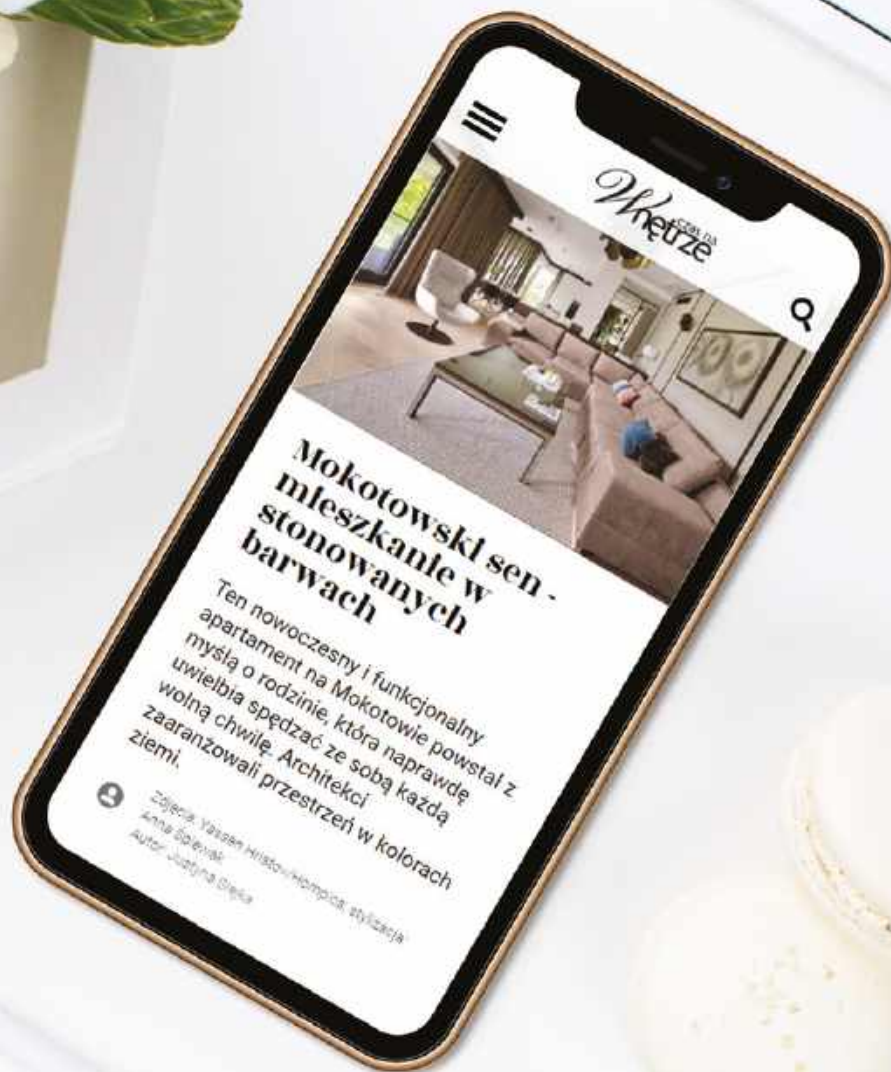 czas na
Wnętrze
Mokotowski sen -
mieszkanie w
stonowanych
barwach
Ten nowoczesny i funkcjonalny
apartament na Mokotowie powstał z
myślą o rodzinie, która naprawdę
uwielbia spędzać ze sobą każdą
wolną chwilę. Architekci
zaaranżowali przestrzeń w kolorach
ziemi.
Zdjęcia: Yassen Hristov/Hompics; stylizacja
Anna Śpiewak
Autor: Justyna